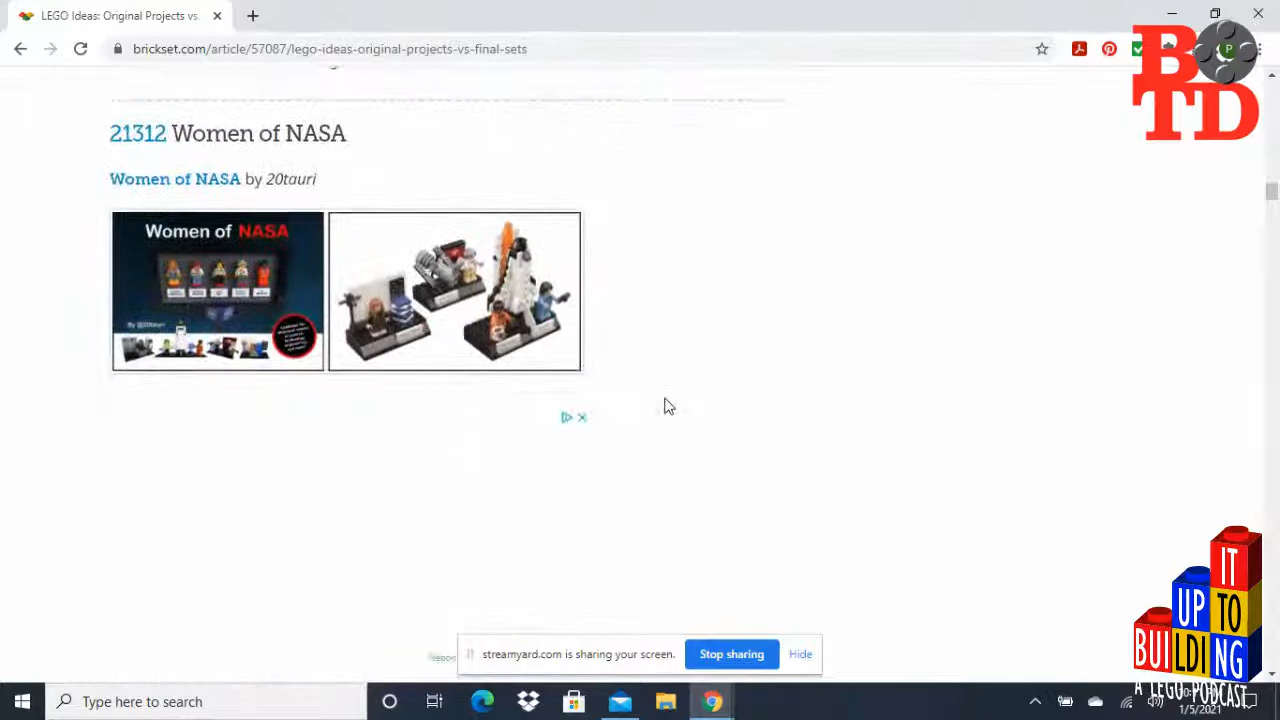 LEGO Ideas: Original Projects vs
brickset.com/article/57087/lego-ideas-original-projects-vs-final-sets
P
B
TD
21312 Women of NASA
Women of NASA by 20tauri
Women of NASA
streamyard.com is sharing your screen.
Stop sharing
Hide
IT
UP TO
BUILDING
A LEGO PODCAST
Type here to search
1/5/2021